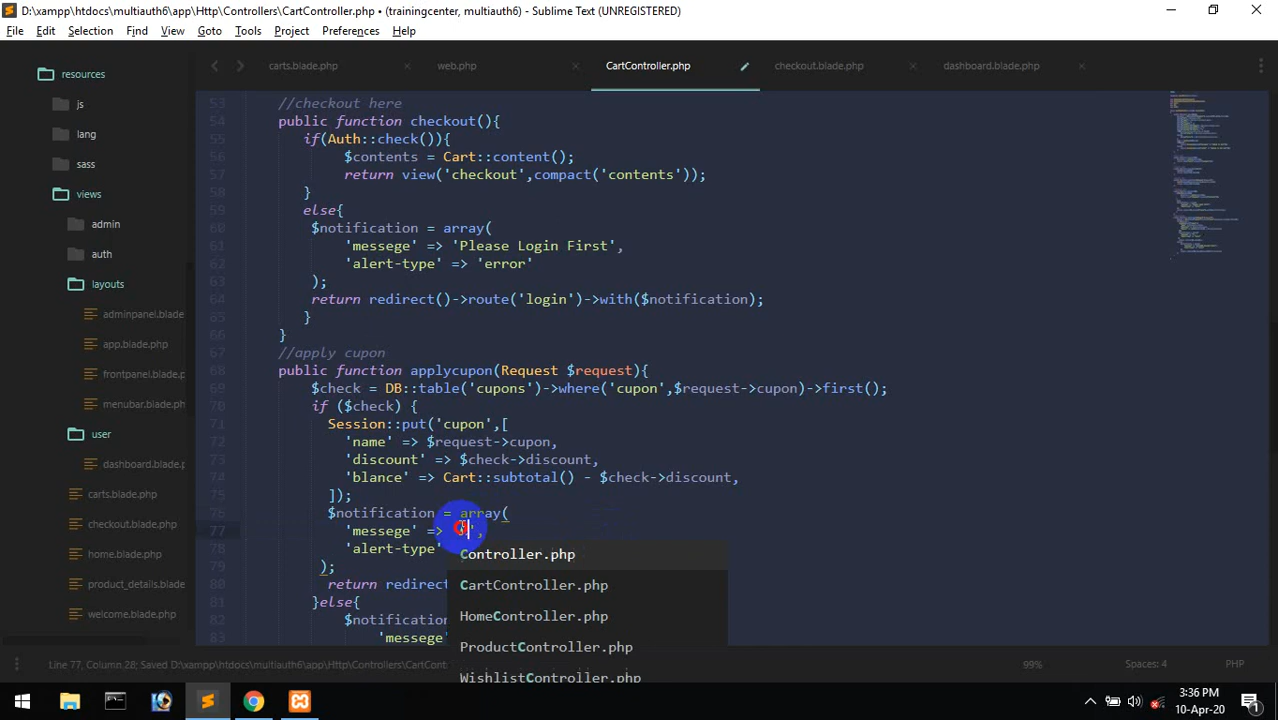 D:\xampp\htdocs\multiauth6\app\Http\Controllers\CartController.php • (trainingcenter, multiauth6) - Sublime Text (UNREGISTERED)
File Edit Selection Find View Goto Tools Project Preferences Help
resources
js
lang
sass
views
admin
auth
layouts
adminpanel.blade
app.blade.php
frontpanel.blade.p
menubar.blade.ph
user
dashboard.blade.p
carts.blade.php
checkout.blade.php
home.blade.php
product_details.blade.ph
welcome.blade.php
carts.blade.php × web.php × CartController.php checkout.blade.php × dashboard.blade.php ×
53 //checkout here
54 public function checkout(){
55 if(Auth::check()){
56 $contents = Cart::content();
57 return view('checkout',compact('contents'));
58 }
59 else{
60 $notification = array(
61 'messege' => 'Please Login First',
62 'alert-type' => 'error'
63 );
64 return redirect()->route('login')->with($notification);
65 }
66 }
67 //apply cupon
68 public function applycupon(Request $request){
69 $check = DB::table('cupons')->where('cupon',$request->cupon)->first();
70 if ($check) {
71 Session::put('cupon',[
72 'name' => $request->cupon,
73 'discount' => $check->discount,
74 'blance' => Cart::subtotal() - $check->discount,
75 ]);
76 $notification = array(
77 'messege' => ',
78 'alert-type'
79 );
80 return redirec
81 }else{
82 $notification
83 'messege'
Controller.php
CartController.php
HomeController.php
ProductController.php
WishlistController.php
Line 77, Column 28; Saved D:\xampp\htdocs\multiauth6\app\Http\Controllers\CartCont 99% Spaces: 4 PHP
3:36 PM
10-Apr-20
1